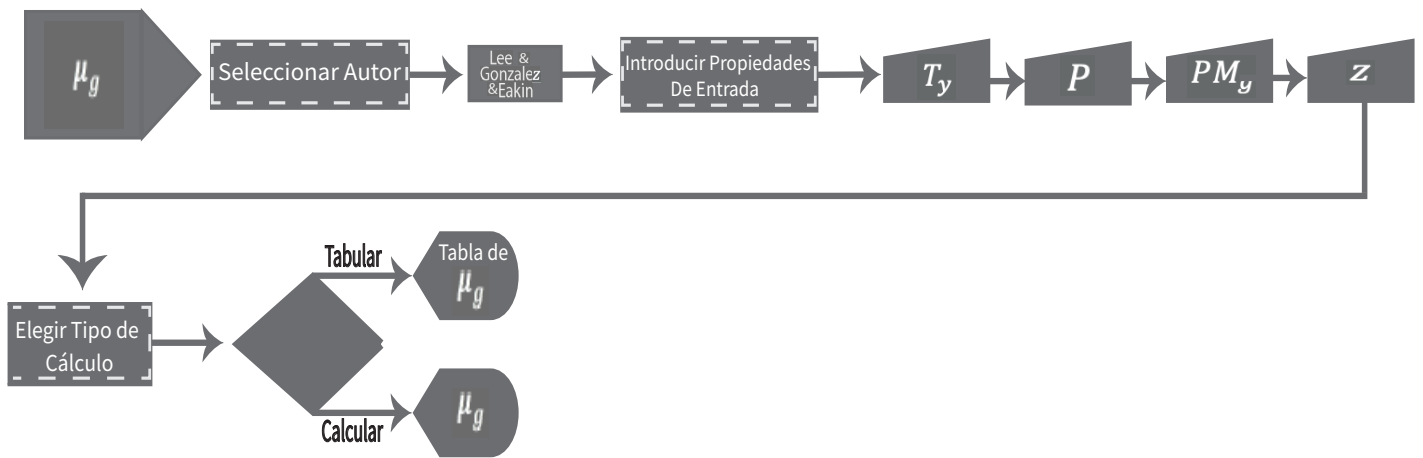 μg
Seleccionar Autor
Lee &
Gonzalez
&Eakin
Introducir Propiedades
De Entrada
Ty
P
PMy
z
Elegir Tipo de
Cálculo
Tabular
Tabla de
μg
Calcular
μg